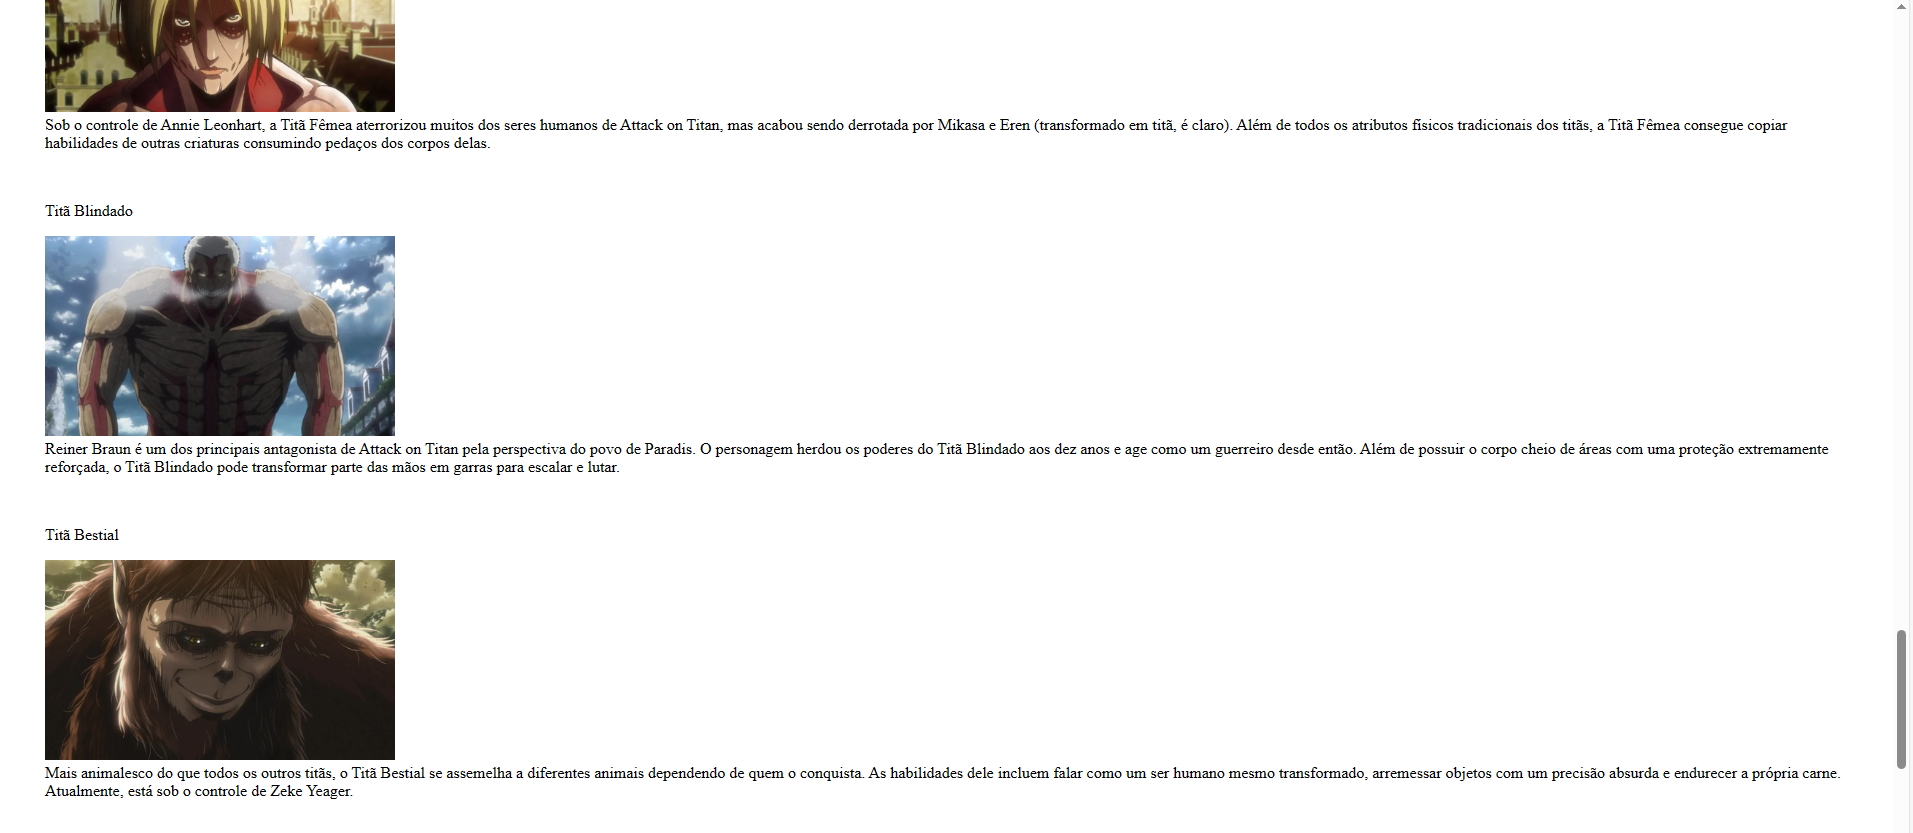 Sob o controle de Annie Leonhart, a Titã Fêmea aterrorizou muitos dos seres humanos de Attack on Titan, mas acabou sendo derrotada por Mikasa e Eren (transformado em titã, é claro). Além de todos os atributos físicos tradicionais dos titãs, a Titã Fêmea consegue copiar
habilidades de outras criaturas consumindo pedaços dos corpos delas.
Titã Blindado
Reiner Braun é um dos principais antagonista de Attack on Titan pela perspectiva do povo de Paradis. O personagem herdou os poderes do Titã Blindado aos dez anos e age como um guerreiro desde então. Além de possuir o corpo cheio de áreas com uma proteção extremamente
reforçada, o Titã Blindado pode transformar parte das mãos em garras para escalar e lutar.
Titã Bestial
Mais animalesco do que todos os outros titãs, o Titã Bestial se assemelha a diferentes animais dependendo de quem o conquista. As habilidades dele incluem falar como um ser humano mesmo transformado, arremessar objetos com um precisão absurda e endurecer a própria carne.
Atualmente, está sob o controle de Zeke Yeager.